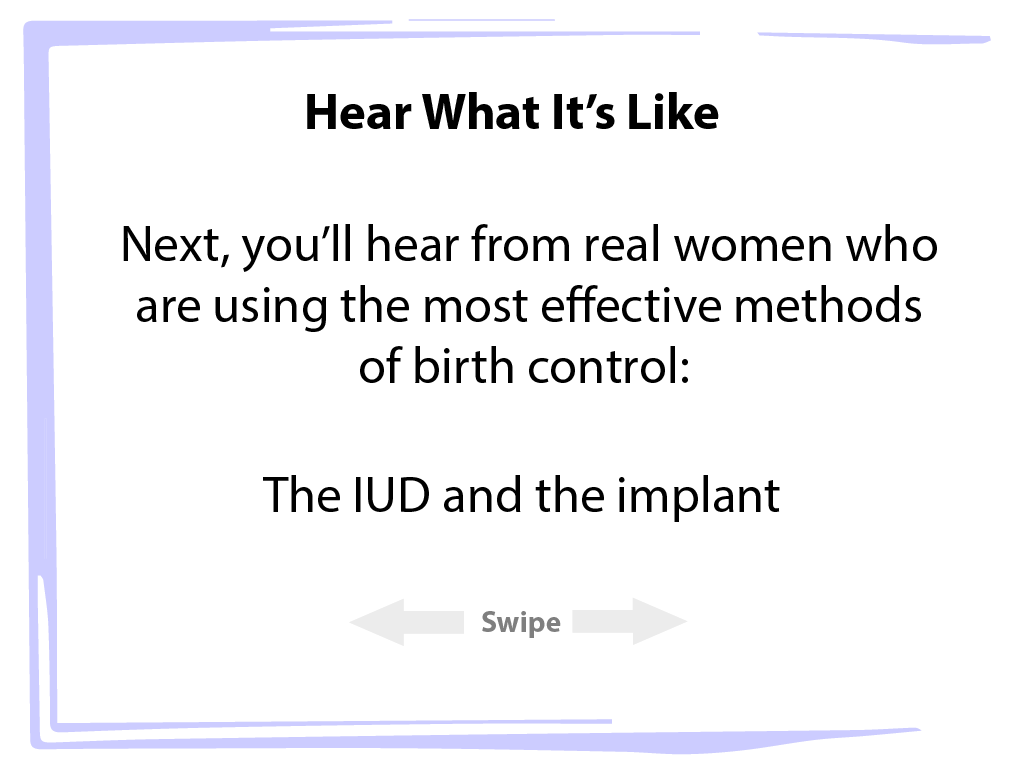 Hear What It’s Like
Next, you’ll hear from real women who
are using the most effective methods
of birth control:
The IUD and the implant
Swipe